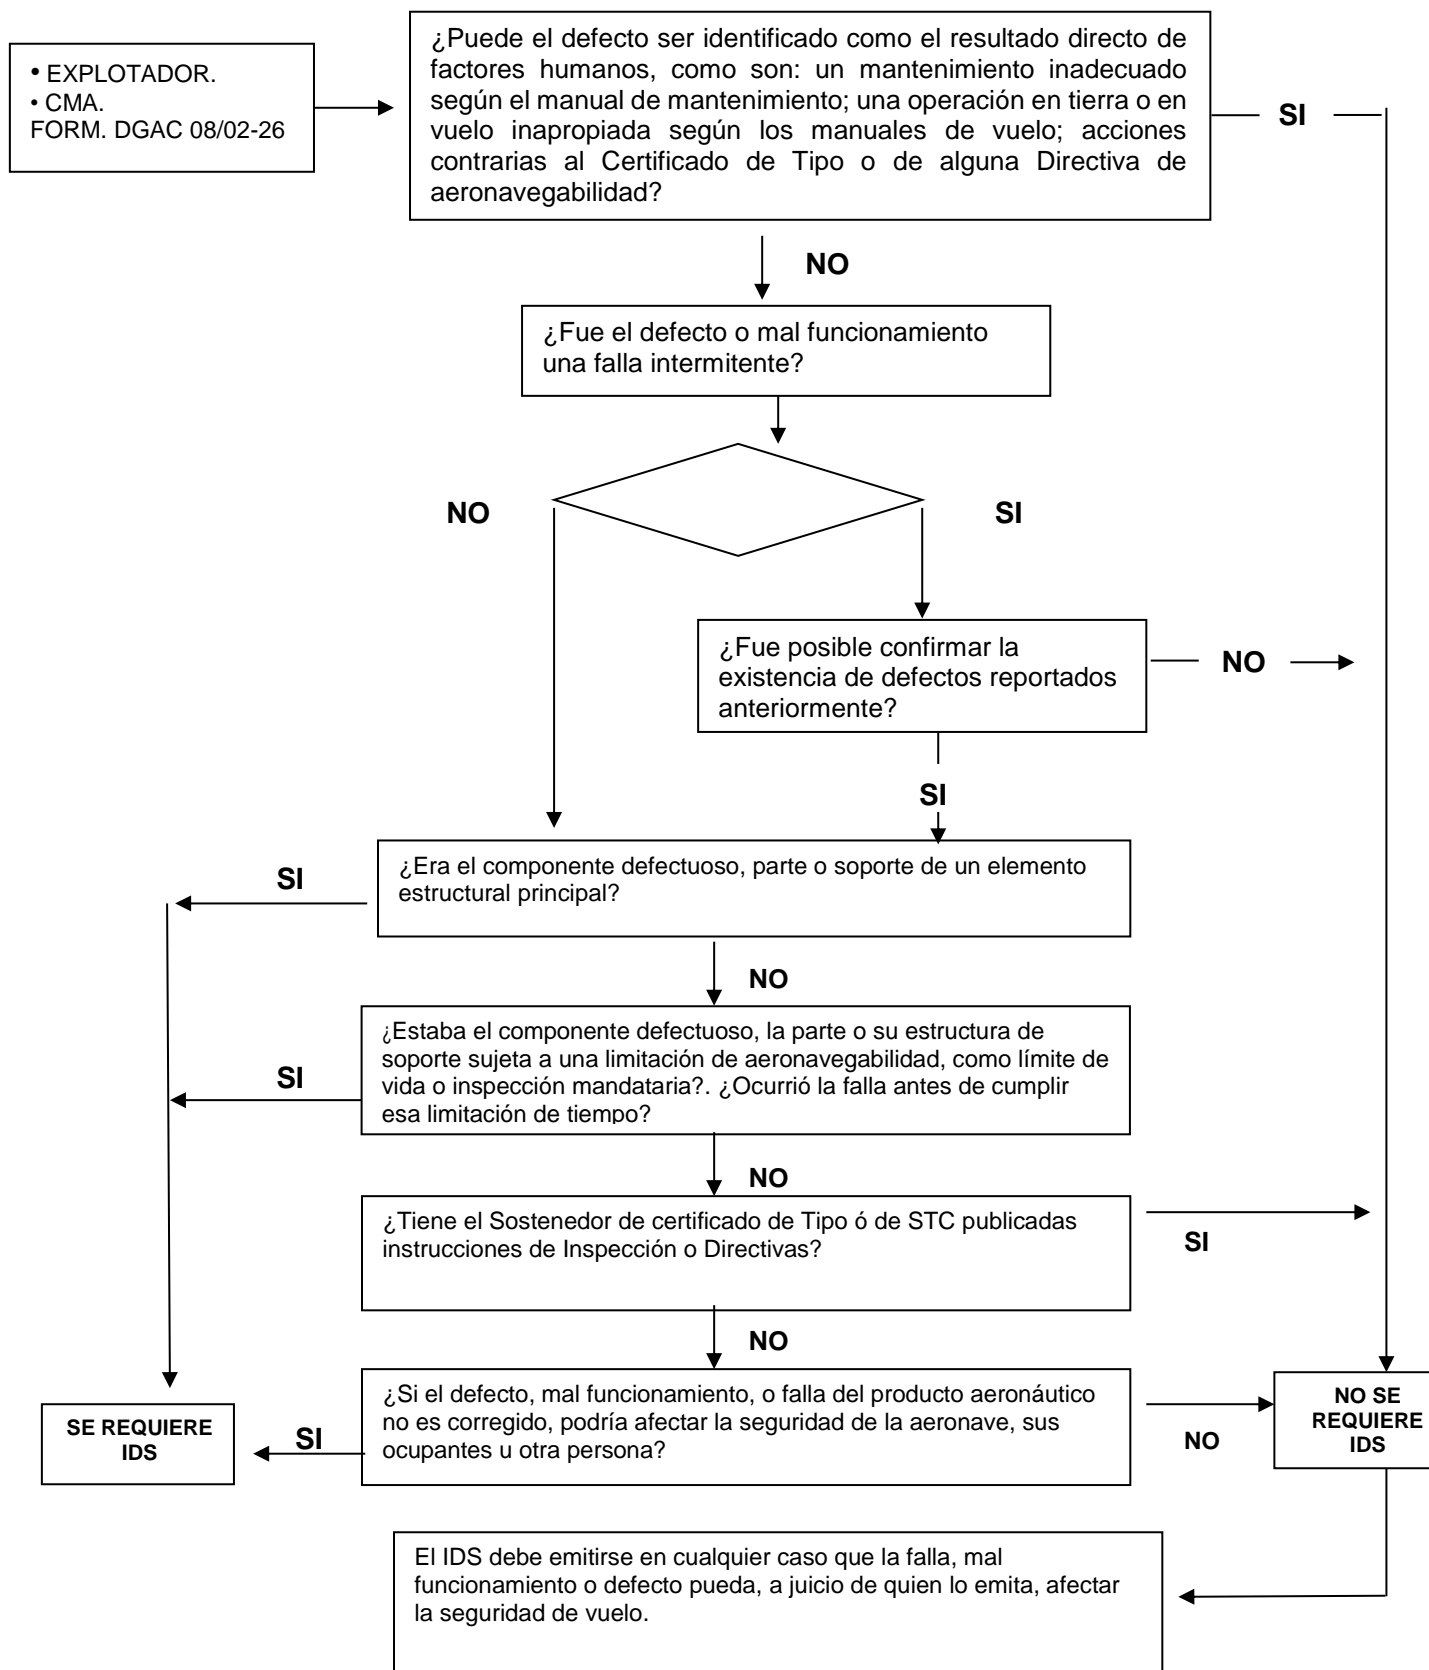 • EXPLOTADOR.
• CMA.
FORM. DGAC 08/02-26
¿Puede el defecto ser identificado como el resultado directo de
factores humanos, como son: un mantenimiento inadecuado
según el manual de mantenimiento; una operación en tierra o en
vuelo inapropiada según los manuales de vuelo; acciones
contrarias al Certificado de Tipo o de alguna Directiva de
aeronavegabilidad?
SI
NO
¿Fue el defecto o mal funcionamiento
una falla intermitente?
NO
SI
¿Fue posible confirmar la
existencia de defectos reportados
anteriormente?
NO
SI
¿Era el componente defectuoso, parte o soporte de un elemento
estructural principal?
SI
NO
¿Estaba el componente defectuoso, la parte o su estructura de
soporte sujeta a una limitación de aeronavegabilidad, como límite de
vida o inspección mandataria?. ¿Ocurrió la falla antes de cumplir
esa limitación de tiempo?
SI
NO
¿Tiene el Sostenedor de certificado de Tipo ó de STC publicadas
instrucciones de Inspección o Directivas?
SI
NO
¿Si el defecto, mal funcionamiento, o falla del producto aeronáutico
no es corregido, podría afectar la seguridad de la aeronave, sus
ocupantes u otra persona?
SI
NO
SE REQUIERE
IDS
NO SE
REQUIERE
IDS
El IDS debe emitirse en cualquier caso que la falla, mal
funcionamiento o defecto pueda, a juicio de quien lo emita, afectar
la seguridad de vuelo.